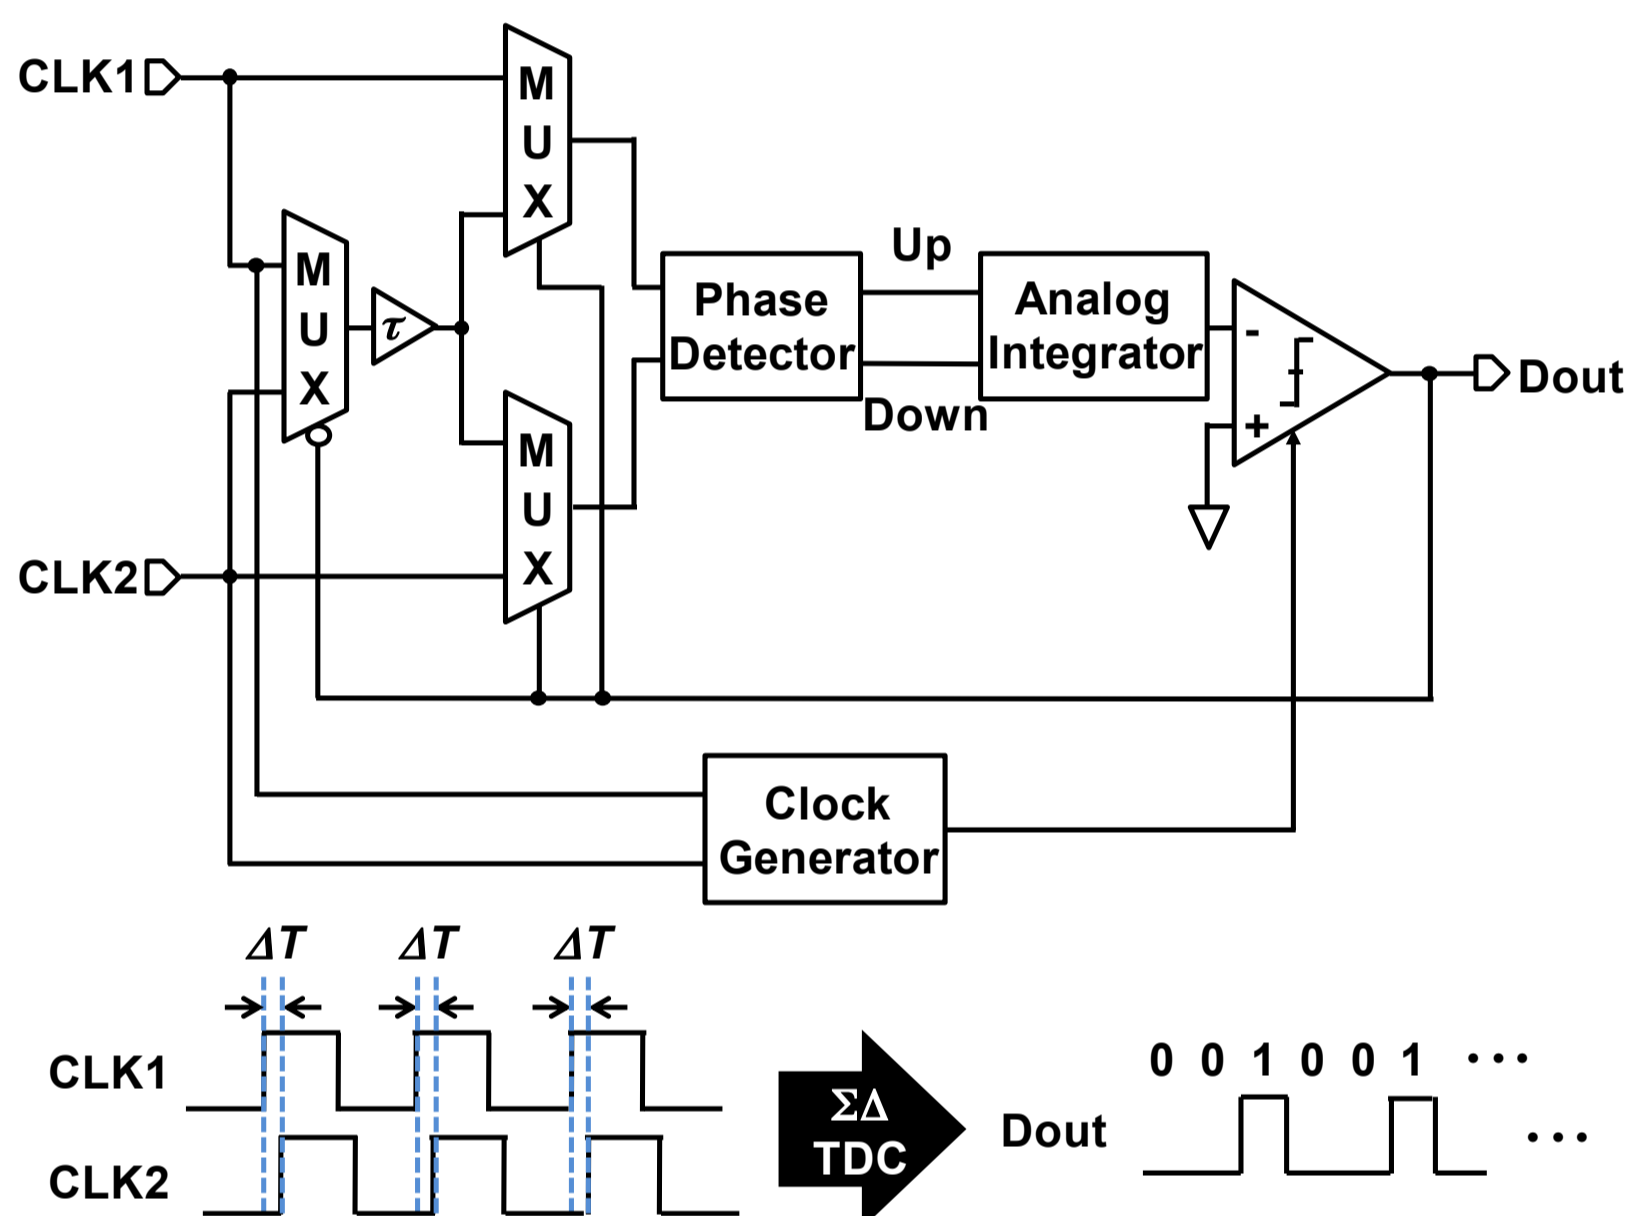 CLK1
M
U
X
M
U
X
τ
M
U
X
CLK2
Phase
Detector
Up
Down
Analog
Integrator
-
+
Dout
Clock
Generator
ΔT ΔT ΔT
CLK1
CLK2
ΣΔ
TDC
0 0 1 0 0 1 •••
Dout
•••